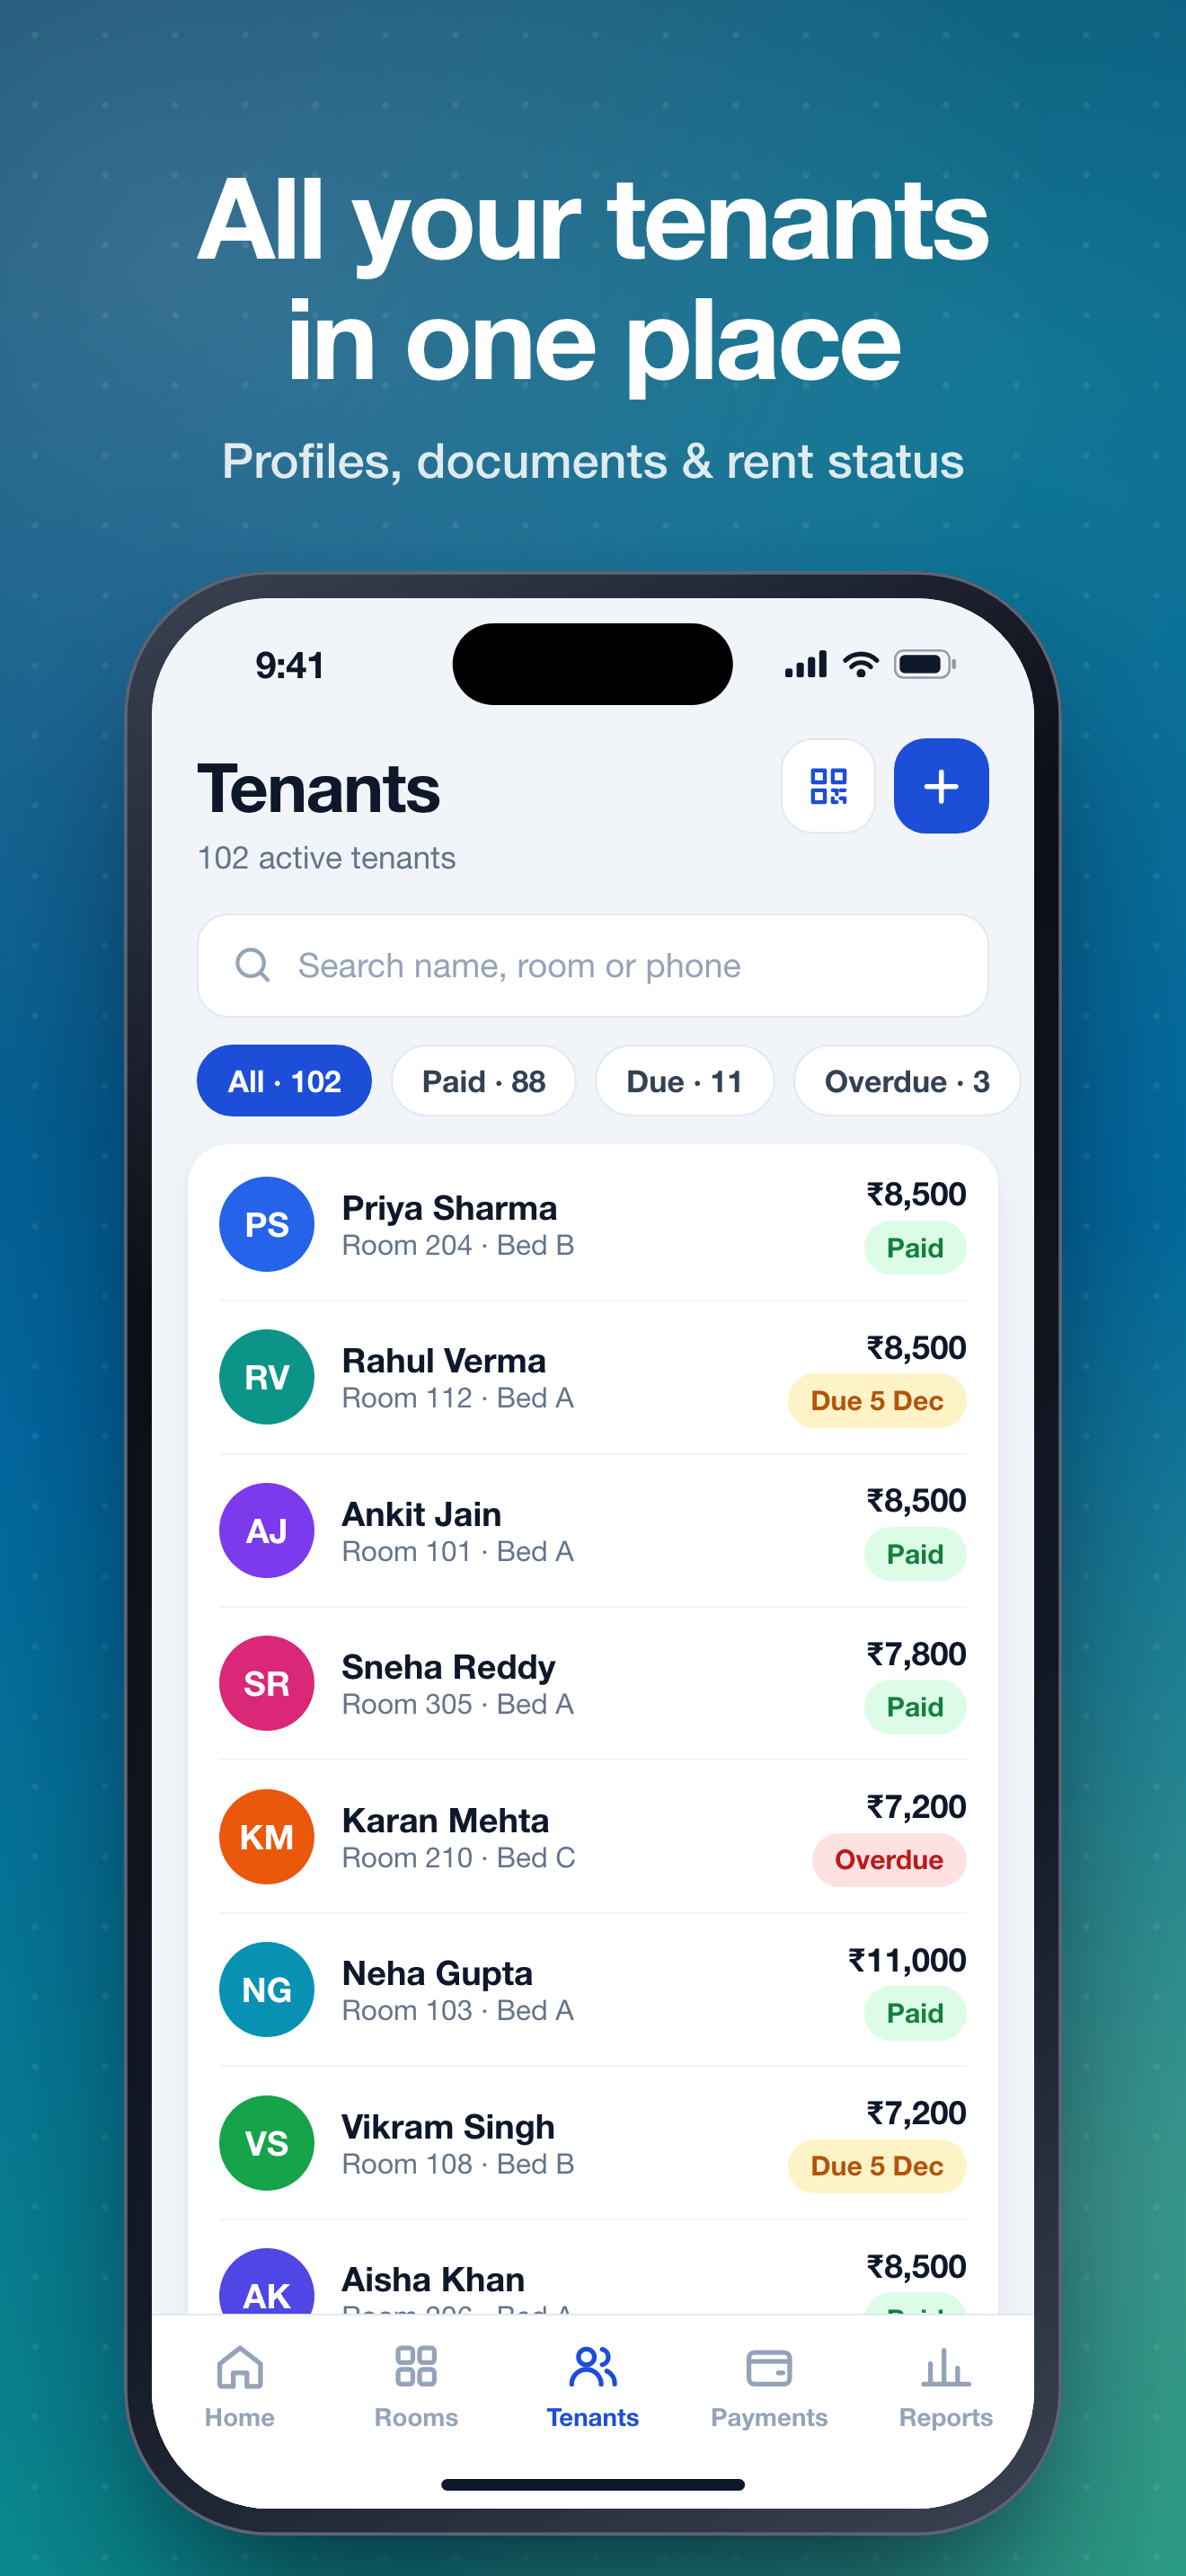 All your tenants
in one place
Profiles, documents & rent status
9:41
Tenants
102 active tenants
Search name, room or phone
All · 102
Paid · 88
Due · 11
Overdue · 3
PS
Priya Sharma
Room 204 · Bed B
₹8,500
Paid
RV
Rahul Verma
Room 112 · Bed A
₹8,500
Due 5 Dec
AJ
Ankit Jain
Room 101 · Bed A
₹8,500
Paid
SR
Sneha Reddy
Room 305 · Bed A
₹7,800
Paid
KM
Karan Mehta
Room 210 · Bed C
₹7,200
Overdue
NG
Neha Gupta
Room 103 · Bed A
₹11,000
Paid
VS
Vikram Singh
Room 108 · Bed B
₹7,200
Due 5 Dec
AK
Aisha Khan
₹8,500
Home
Rooms
Tenants
Payments
Reports